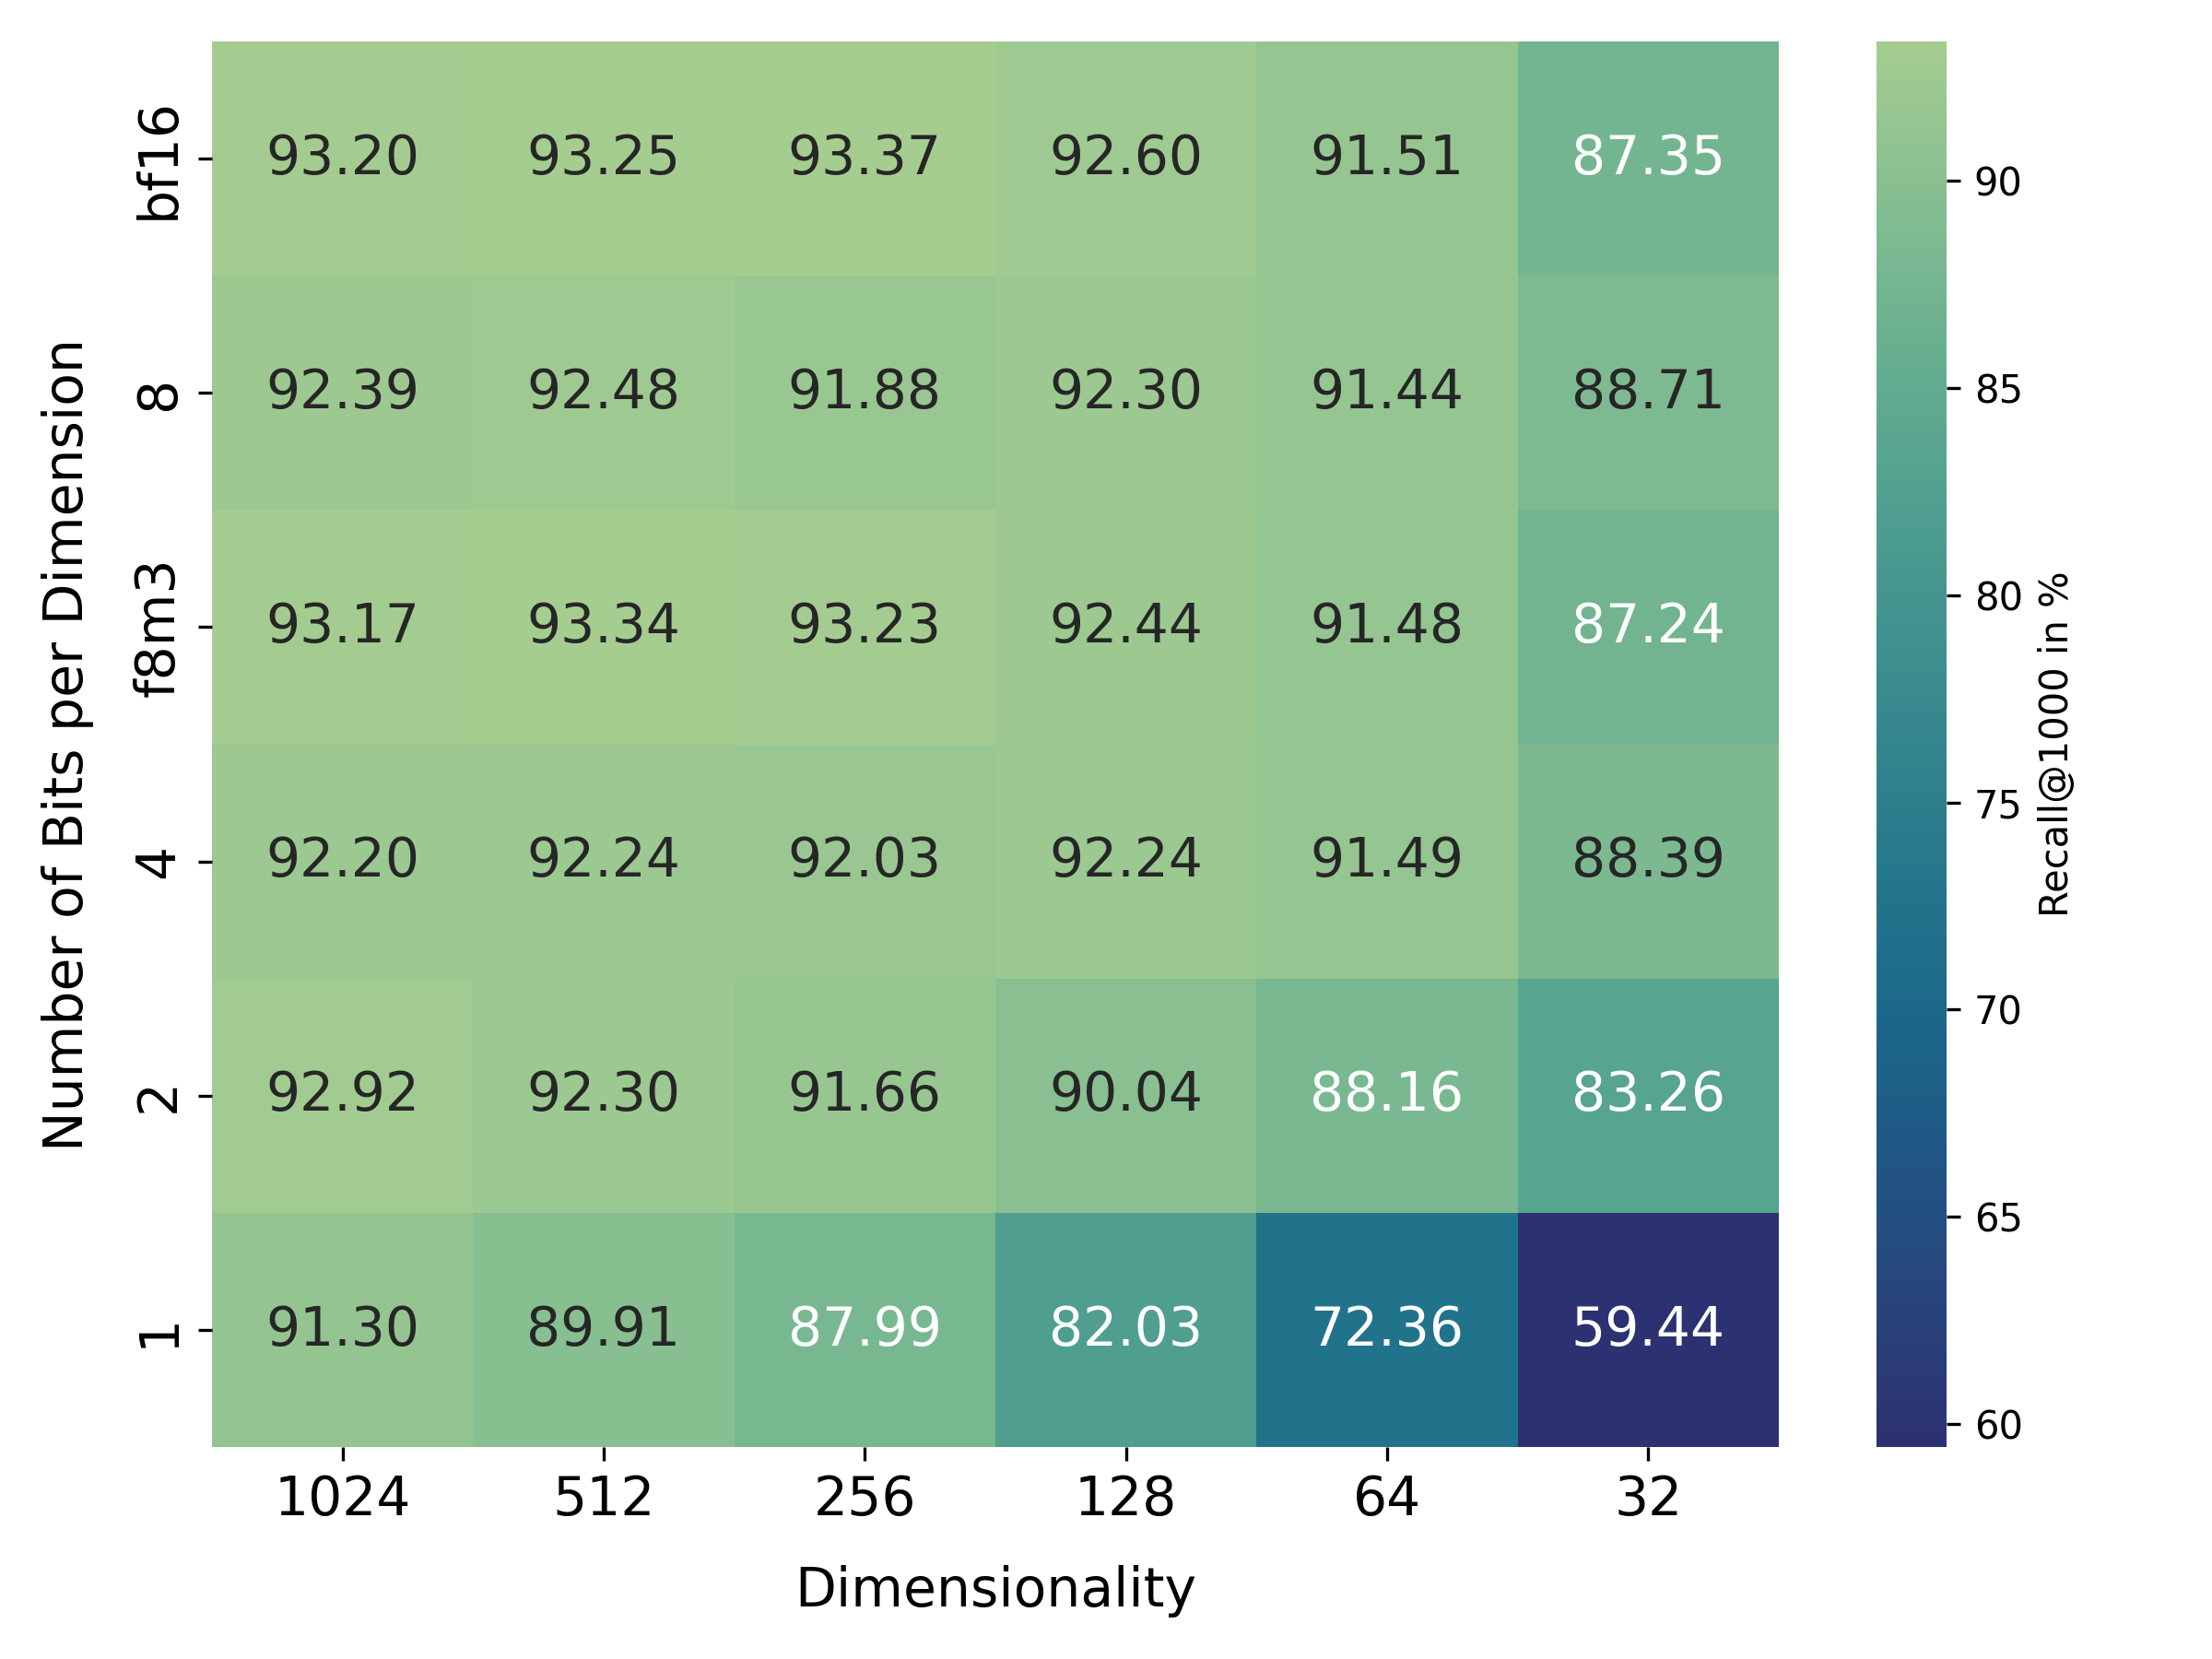 Number of Bits per Dimension
bf16 93.20 93.25 93.37 92.60 91.51 87.35
8 92.39 92.48 91.88 92.30 91.44 88.71
f8m3 93.17 93.34 93.23 92.44 91.48 87.24
4 92.20 92.24 92.03 92.24 91.49 88.39
2 92.92 92.30 91.66 90.04 88.16 83.26
1 91.30 89.91 87.99 82.03 72.36 59.44
1024 512 256 128 64 32
Dimensionality
90
85
80
75
70
65
60
Recall@1000 in %